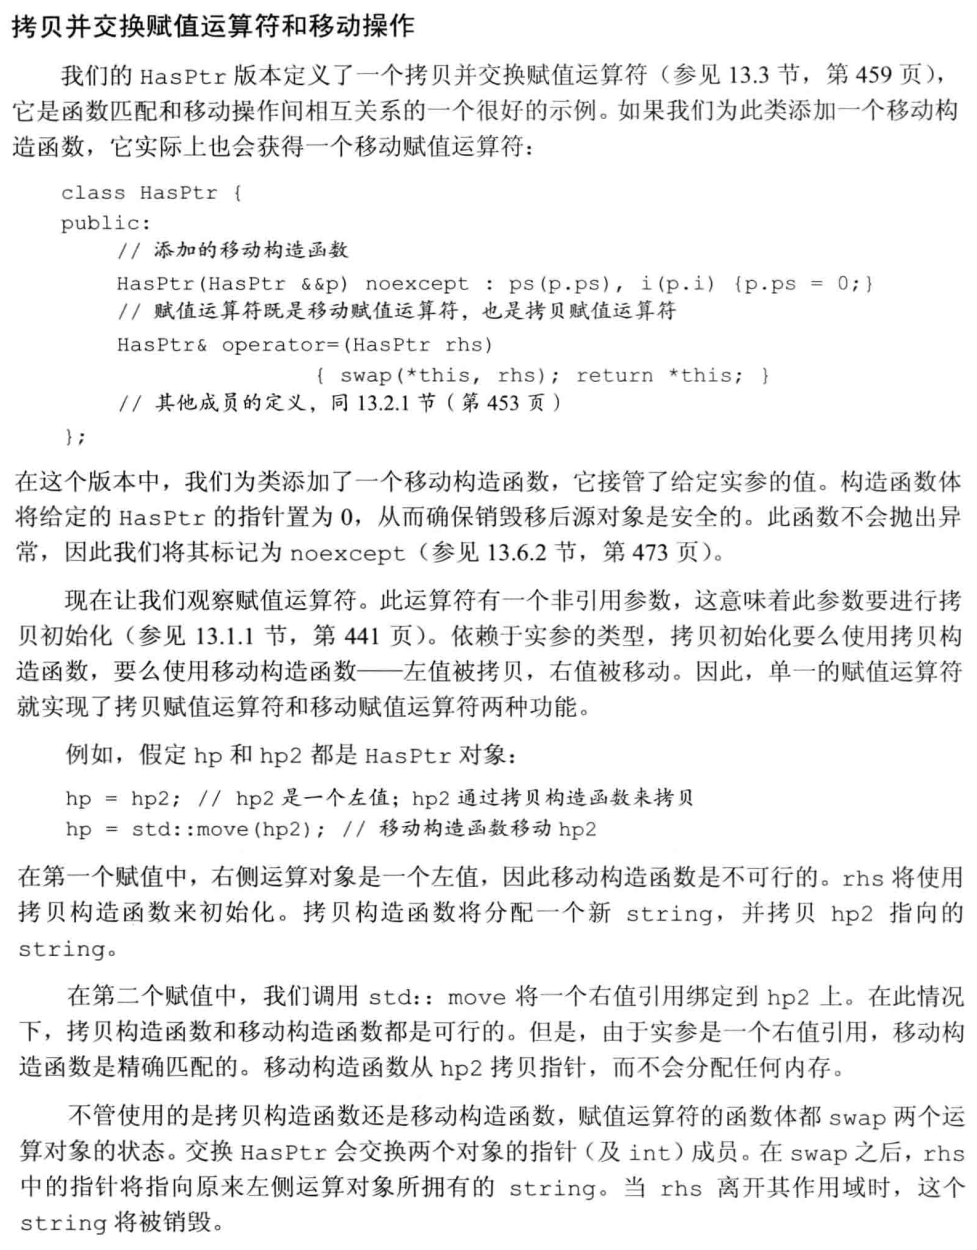 拷贝并交换赋值运算符和移动操作
我们的 HasPtr 版本定义了一个拷贝并交换赋值运算符（参见 13.3 节，第 459 页），
它是函数匹配和移动操作间相互关系的一个很好的示例。如果我们为此类添加一个移动构
造函数，它实际上也会获得一个移动赋值运算符：
class HasPtr {
public:
// 添加的移动构造函数
HasPtr(HasPtr &&p) noexcept : ps(p.ps), i(p.i) {p.ps = 0;}
// 赋值运算符既是移动赋值运算符，也是拷贝赋值运算符
HasPtr& operator=(HasPtr rhs)
{ swap(*this, rhs); return *this; }
// 其他成员的定义，同 13.2.1 节（第 453 页）
};
在这个版本中，我们为类添加了一个移动构造函数，它接管了给定实参的值。构造函数体
将给定的 HasPtr 的指针置为 0，从而确保销毁移后源对象是安全的。此函数不会抛出异
常，因此我们将其标记为 noexcept（参见 13.6.2 节，第 473 页）。
现在让我们观察赋值运算符。此运算符有一个非引用参数，这意味着此参数要进行拷
贝初始化（参见 13.1.1 节，第 441 页）。依赖于实参的类型，拷贝初始化要么使用拷贝构
造函数，要么使用移动构造函数——左值被拷贝，右值被移动。因此，单一的赋值运算符
就实现了拷贝赋值运算符和移动赋值运算符两种功能。
例如，假定 hp 和 hp2 都是 HasPtr 对象：
hp = hp2; // hp2 是一个左值；hp2 通过拷贝构造函数来拷贝
hp = std::move(hp2); // 移动构造函数移动 hp2
在第一个赋值中，右侧运算对象是一个左值，因此移动构造函数是不可行的。rhs 将使用
拷贝构造函数来初始化。拷贝构造函数将分配一个新 string，并拷贝 hp2 指向的
string。
在第二个赋值中，我们调用 std:: move 将一个右值引用绑定到 hp2 上。在此情况
下，拷贝构造函数和移动构造函数都是可行的。但是，由于实参是一个右值引用，移动构
造函数是精确匹配的。移动构造函数从 hp2 拷贝指针，而不会分配任何内存。
不管使用的是拷贝构造函数还是移动构造函数，赋值运算符的函数体都 swap 两个运
算对象的状态。交换 HasPtr 会交换两个对象的指针（及 int）成员。在 swap 之后，rhs
中的指针将指向原来左侧运算对象所拥有的 string。当 rhs 离开其作用域时，这个
string 将被销毁。